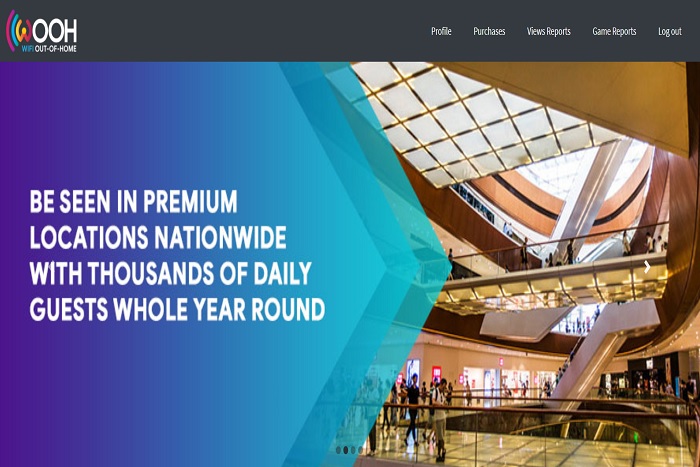 WOOH
WIFI OUT-OF-HOME
Profile
Purchases
Views Reports
Game Reports
Log out
BE SEEN IN PREMIUM
LOCATIONS NATIONWIDE
W1TH THOUSANDS OF DAILY
GUESTS WHOLE YEAR ROUND